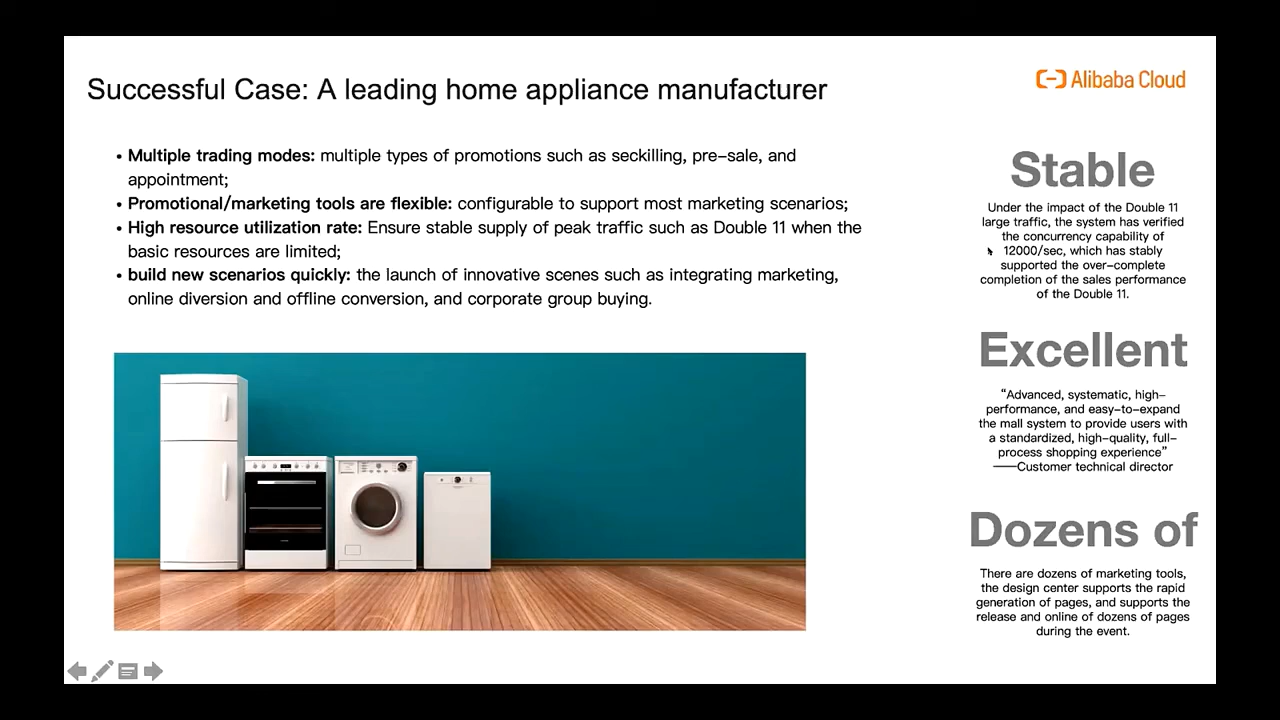 Successful Case: A leading home appliance manufacturer
Alibaba Cloud
• Multiple trading modes: multiple types of promotions such as seckilling, pre-sale, and
appointment;
• Promotional/marketing tools are flexible: configurable to support most marketing scenarios;
• High resource utilization rate: Ensure stable supply of peak traffic such as Double 11 when the
basic resources are limited;
• build new scenarios quickly: the launch of innovative scenes such as integrating marketing,
online diversion and offline conversion, and corporate group buying.
Stable
Under the impact of the Double 11
large traffic, the system has verified
the concurrency capability of
12000/sec, which has stably
supported the over-complete
completion of the sales performance
of the Double 11.
Excellent
“Advanced, systematic, high-
performance, and easy-to-expand
the mall system to provide users with
a standardized, high-quality, full-
process shopping experience”
——Customer technical director
Dozens of
There are dozens of marketing tools,
the design center supports the rapid
generation of pages, and supports the
release and online of dozens of pages
during the event.